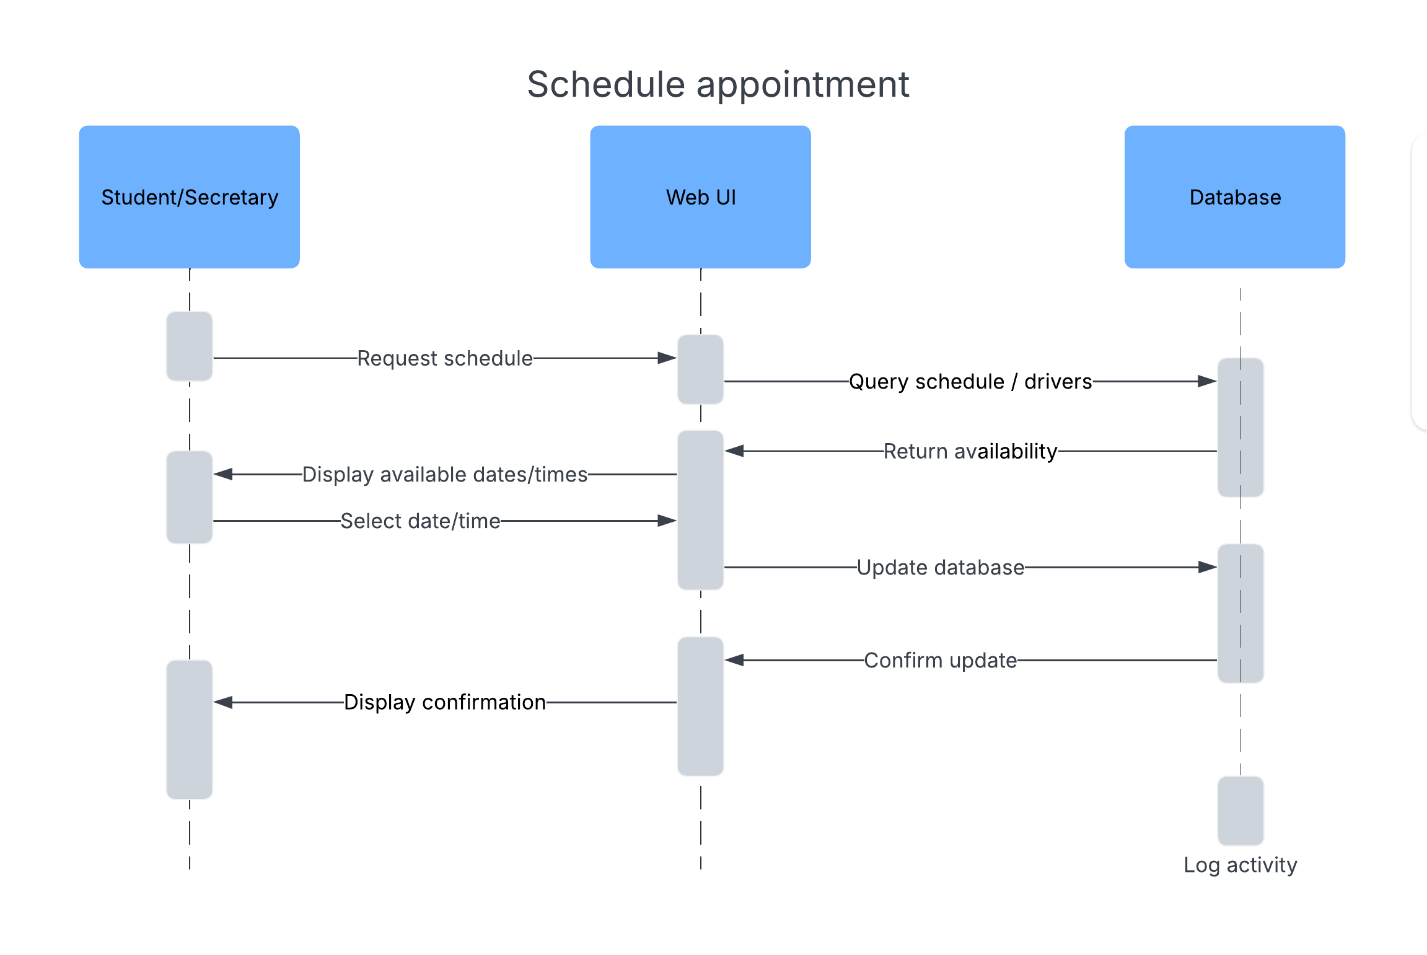 Schedule appointment
Student/Secretary
Web UI
Database
Request schedule
Query schedule / drivers
Return availability
Display available dates/times
Select date/time
Update database
Confirm update
Display confirmation
Log activity